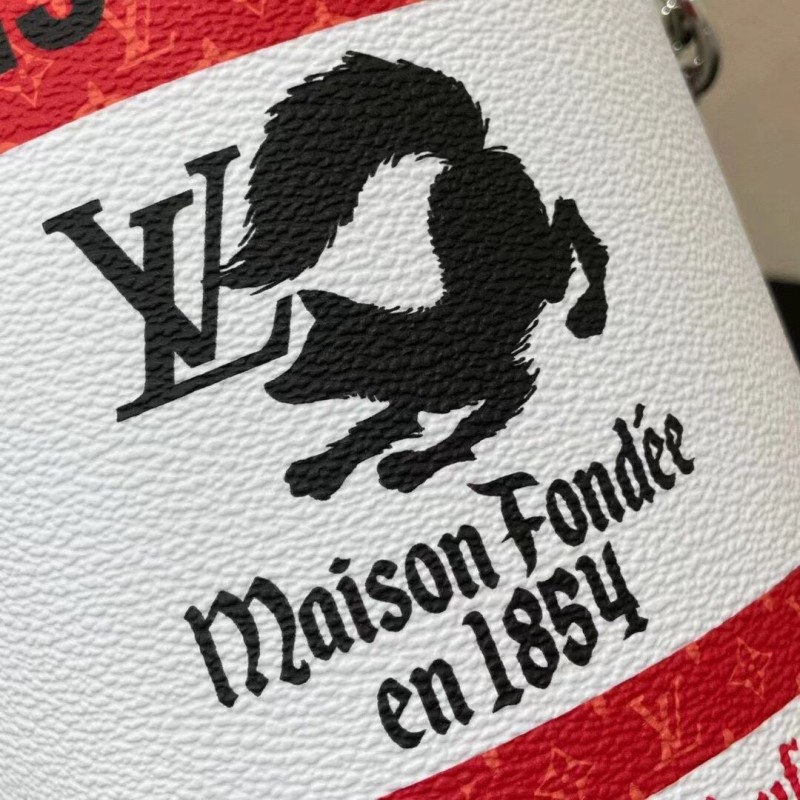 LV
Maison Fondée
en 1854